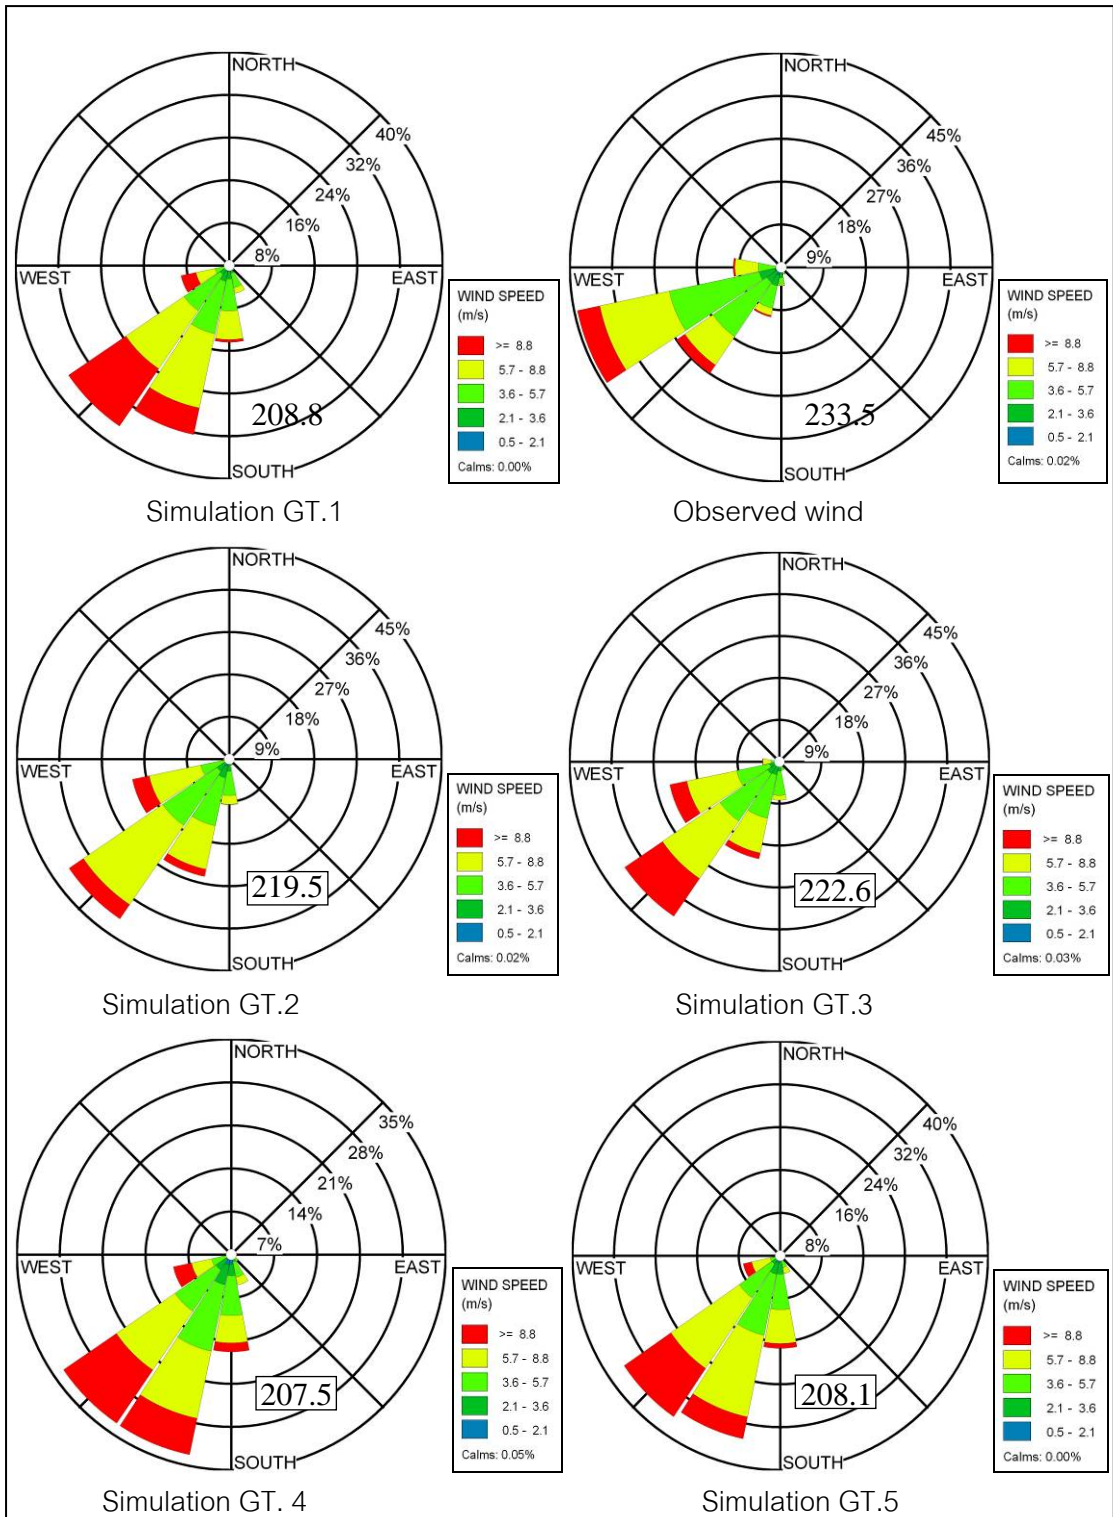 NORTH
40%
32%
24%
16%
8%
WEST
EAST
SOUTH
208.8
WIND SPEED
(m/s)
>= 8.8
5.7 - 8.8
3.6 - 5.7
2.1 - 3.6
0.5 - 2.1
Calms: 0.00%
Simulation GT.1
NORTH
45%
36%
27%
18%
9%
WEST
EAST
SOUTH
233.5
WIND SPEED
(m/s)
>= 8.8
5.7 - 8.8
3.6 - 5.7
2.1 - 3.6
0.5 - 2.1
Calms: 0.02%
Observed wind
NORTH
45%
36%
27%
18%
9%
WEST
EAST
SOUTH
219.5
WIND SPEED
(m/s)
>= 8.8
5.7 - 8.8
3.6 - 5.7
2.1 - 3.6
0.5 - 2.1
Calms: 0.02%
Simulation GT.2
NORTH
45%
36%
27%
18%
9%
WEST
EAST
SOUTH
222.6
WIND SPEED
(m/s)
>= 8.8
5.7 - 8.8
3.6 - 5.7
2.1 - 3.6
0.5 - 2.1
Calms: 0.03%
Simulation GT.3
NORTH
35%
28%
21%
14%
7%
WEST
EAST
SOUTH
207.5
WIND SPEED
(m/s)
>= 8.8
5.7 - 8.8
3.6 - 5.7
2.1 - 3.6
0.5 - 2.1
Calms: 0.05%
Simulation GT. 4
NORTH
40%
32%
24%
16%
8%
WEST
EAST
SOUTH
208.1
WIND SPEED
(m/s)
>= 8.8
5.7 - 8.8
3.6 - 5.7
2.1 - 3.6
0.5 - 2.1
Calms: 0.00%
Simulation GT.5